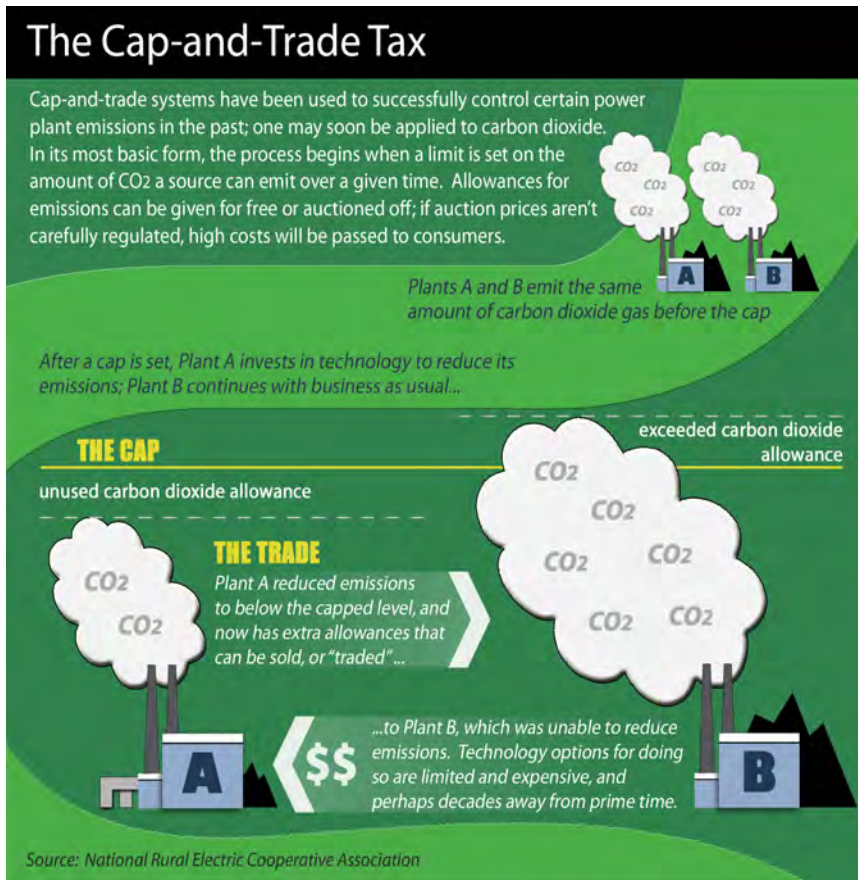 The Cap-and-Trade Tax
Cap-and-trade systems have been used to successfully control certain power
plant emissions in the past; one may soon be applied to carbon dioxide.
In its most basic form, the process begins when a limit is set on the
amount of CO2 a source can emit over a given time. Allowances for
emissions can be given for free or auctioned off; if auction prices aren't
carefully regulated, high costs will be passed to consumers.
CO2
CO2
CO2
CO2
CO2
CO2
A
B
Plants A and B emit the same
amount of carbon dioxide gas before the cap
After a cap is set, Plant A invests in technology to reduce its
emissions; Plant B continues with business as usual...
THE CAP
exceeded carbon dioxide
allowance
unused carbon dioxide allowance
CO2
CO2
THE TRADE
Plant A reduced emissions
to below the capped level, and
now has extra allowances that
can be sold, or "traded"...
CO2
CO2
CO2
CO2
CO2
CO2
A
$$
...to Plant B, which was unable to reduce
emissions. Technology options for doing
so are limited and expensive, and
perhaps decades away from prime time.
B
Source: National Rural Electric Cooperative Association